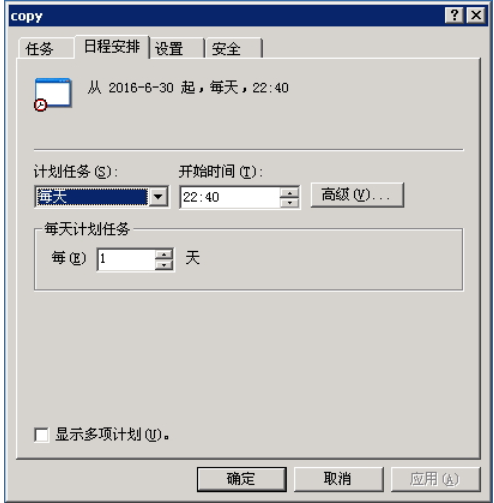 copy
任务 日程安排 设置 安全
从 2016-6-30 起，每天，22:40
计划任务(S): 开始时间(T):
每天 22:40 高级(V)...
每天计划任务
每(E) 1 天
显示多项计划(U)。
确定 取消 应用(A)